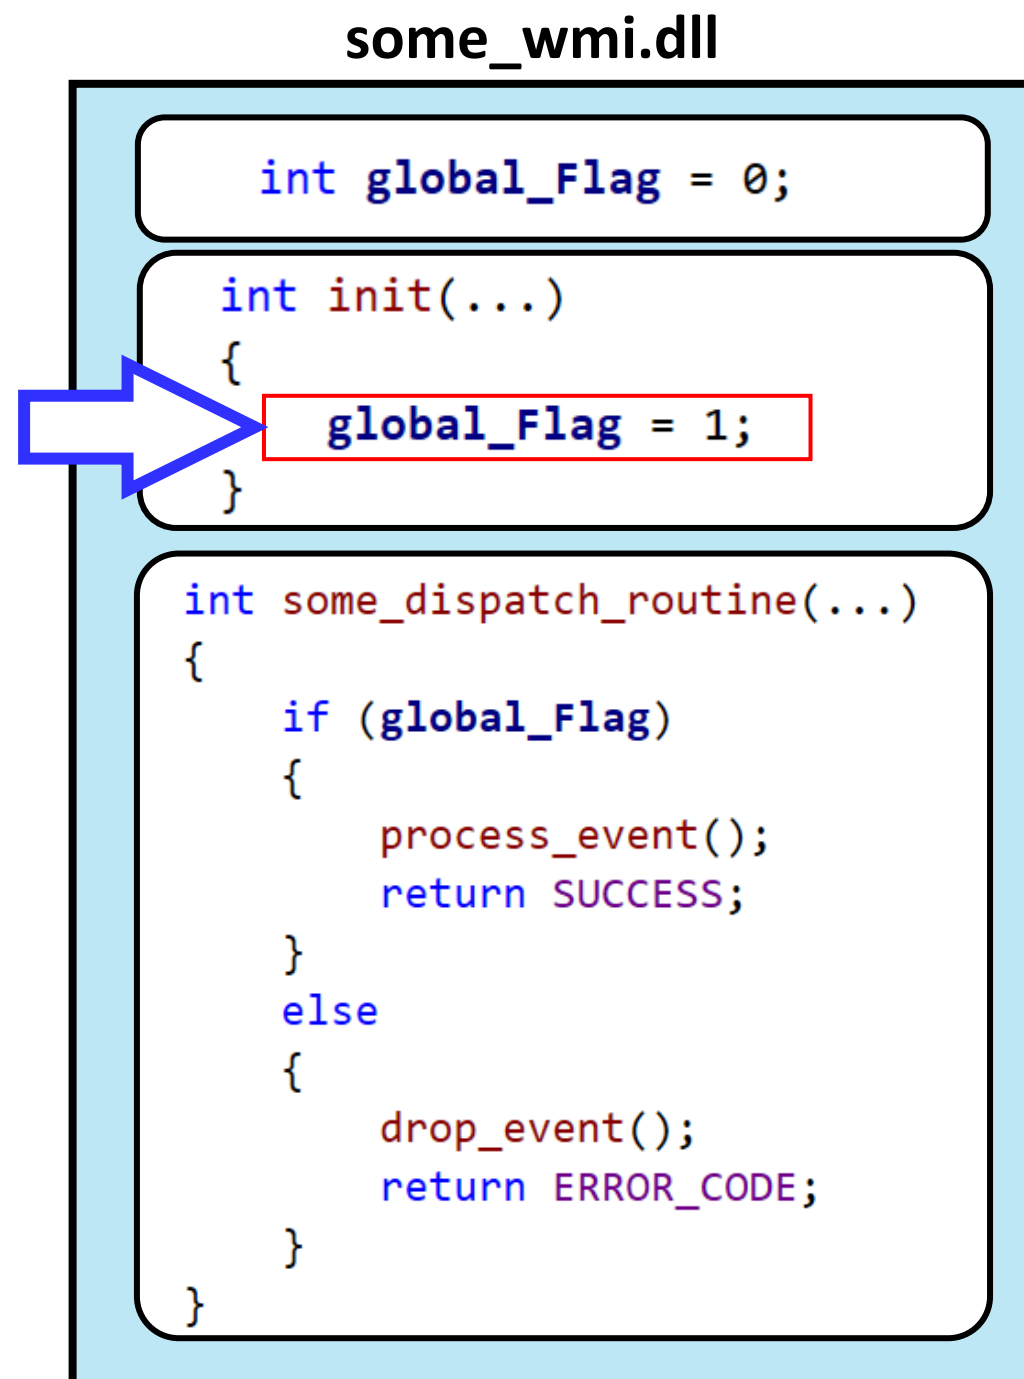 some_wmi.dll
int global_Flag = 0;
int init(...)
{
global_Flag = 1;
}
int some_dispatch_routine(...)
{
if (global_Flag)
{
process_event();
return SUCCESS;
}
else
{
drop_event();
return ERROR_CODE;
}
}